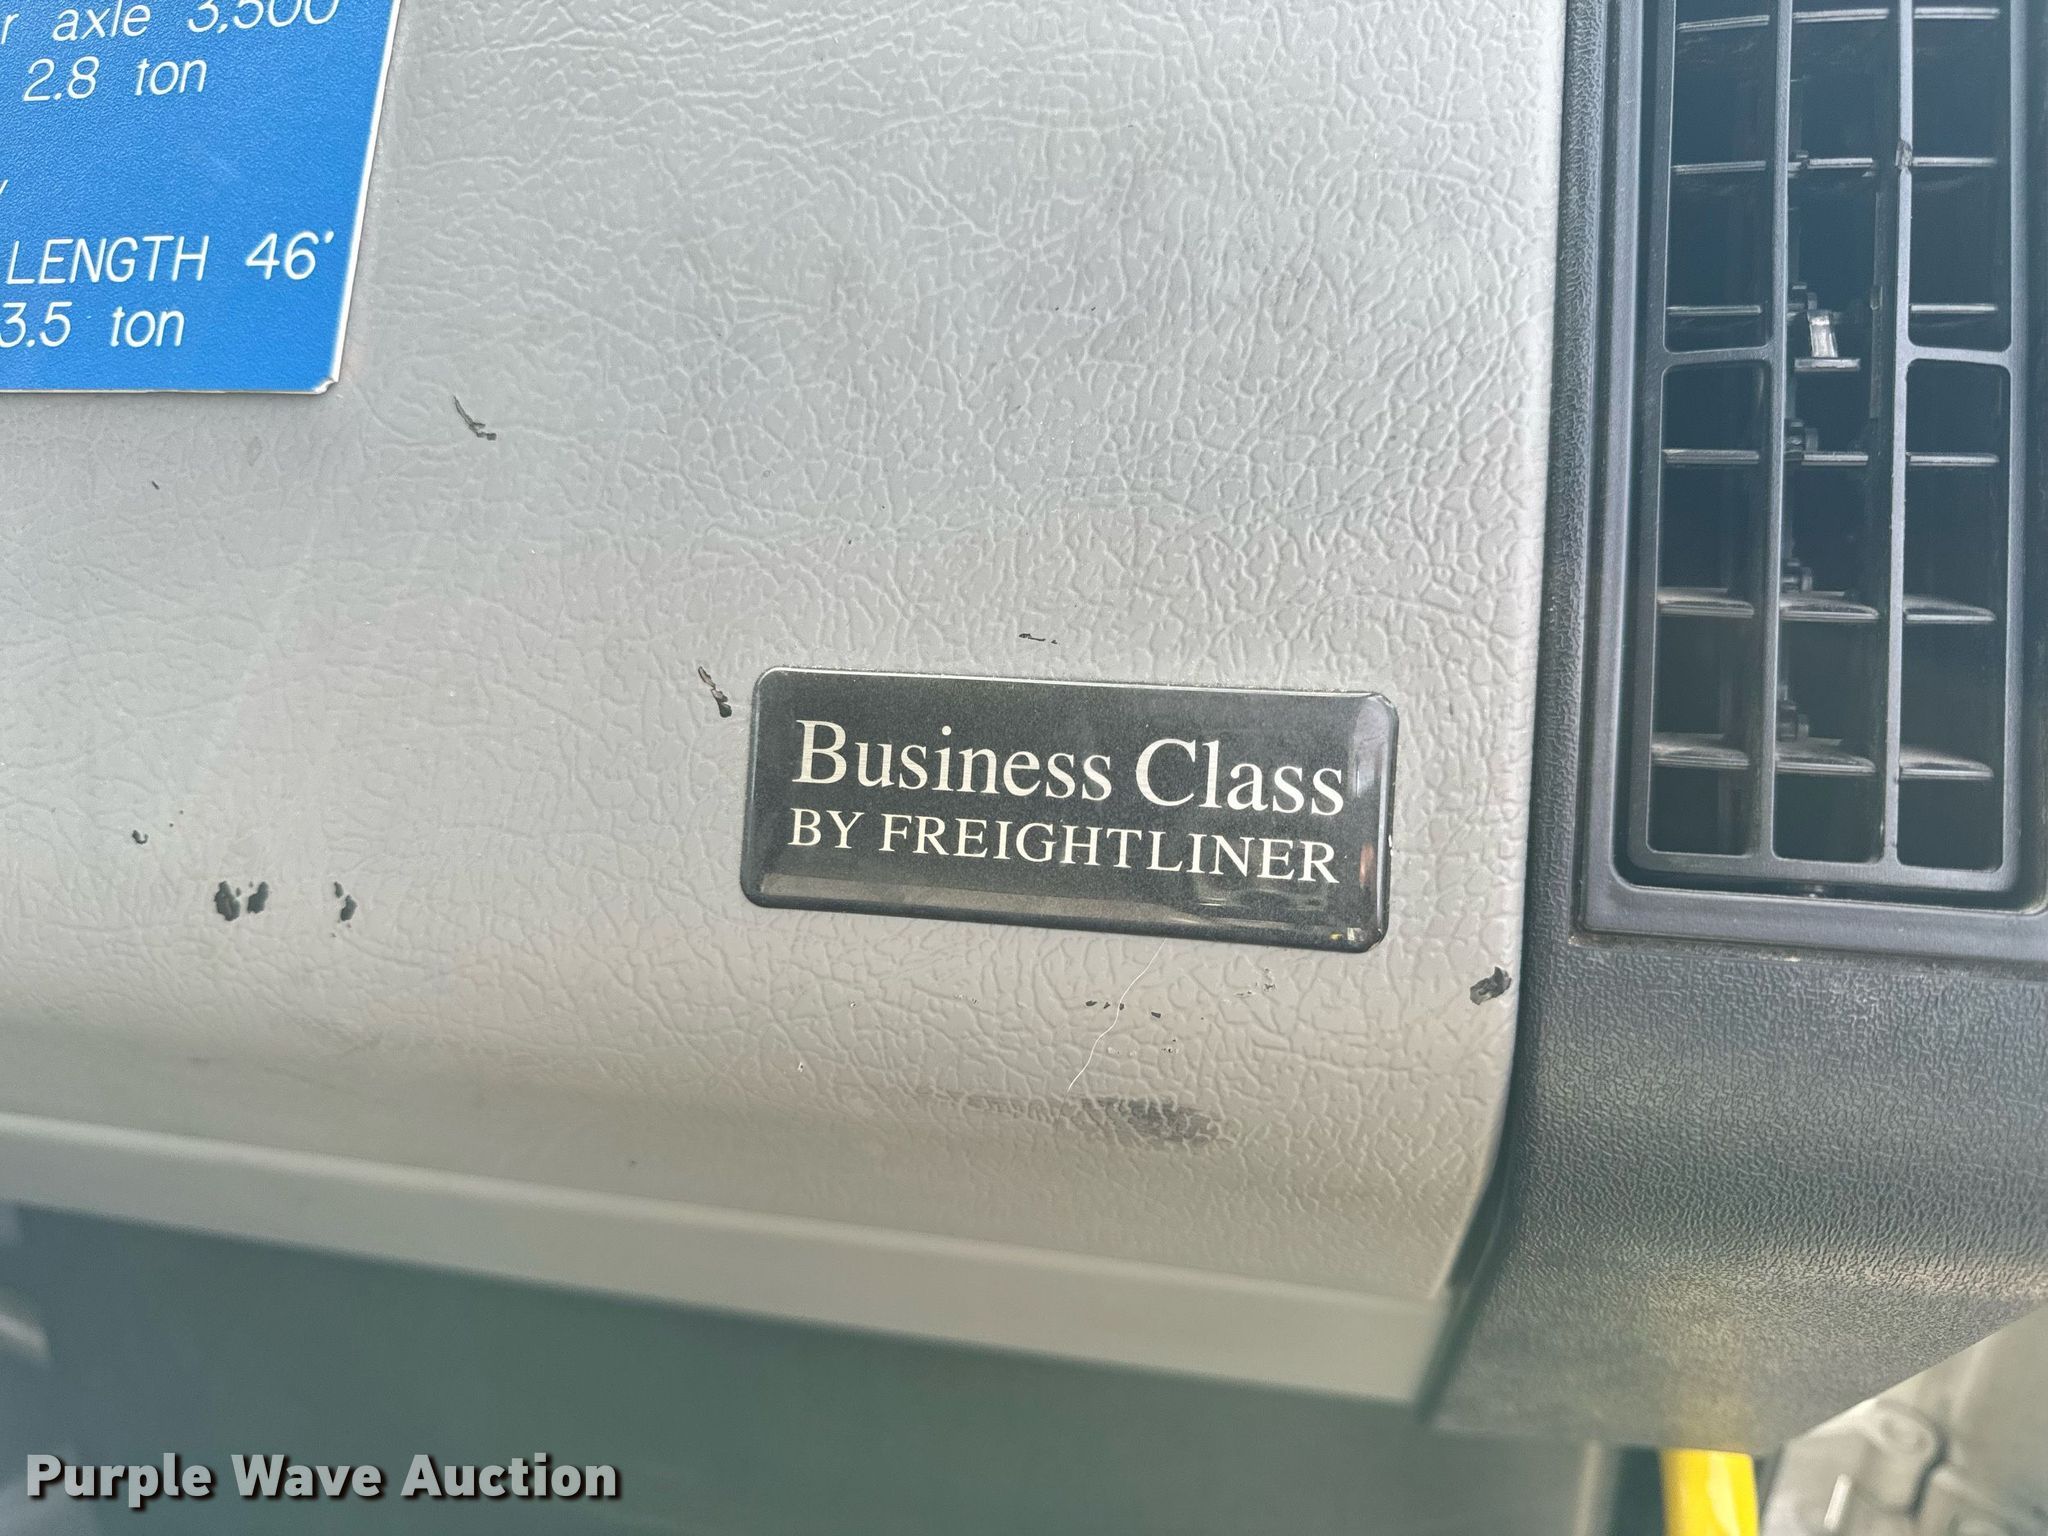 axle 3,500
2.8 ton
LENGTH 46'
3.5 ton
Business Class
BY FREIGHTLINER
Purple Wave Auction